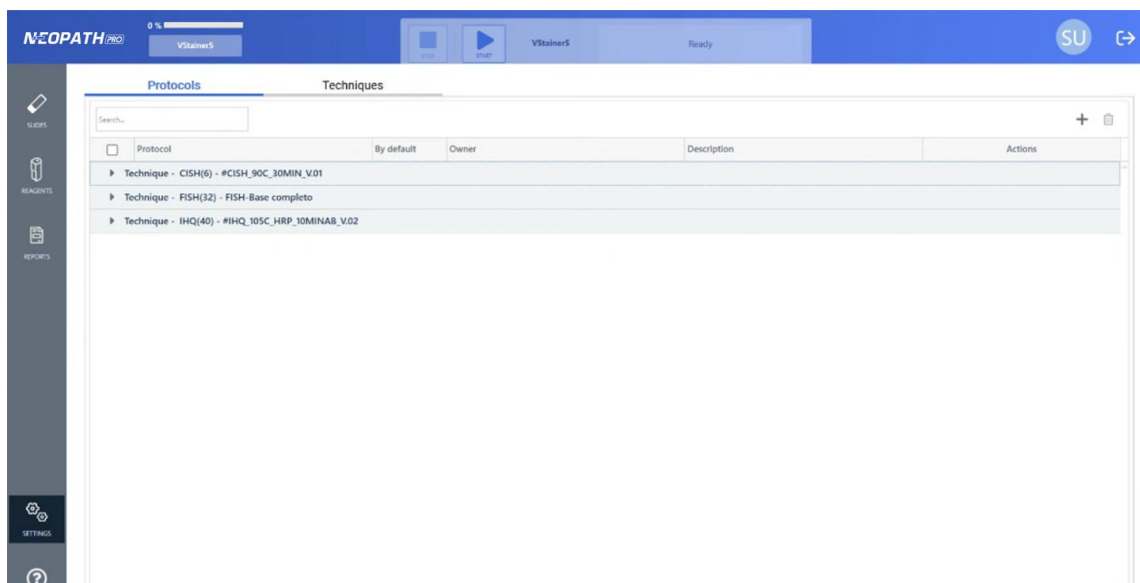 NEOPATH PRO
0 %
VStainer5
STOP
START
VStainer5
Ready
SU
SLIDES
REAGENTS
REPORTS
SETTINGS
Protocols
Techniques
Search...
Protocol
By default
Owner
Description
Actions
Technique - CISH(6) - #CISH_90C_30MIN_V.01
Technique - FISH(32) - FISH-Base completo
Technique - IHQ(40) - #IHQ_105C_HRP_10MINAB_V.02